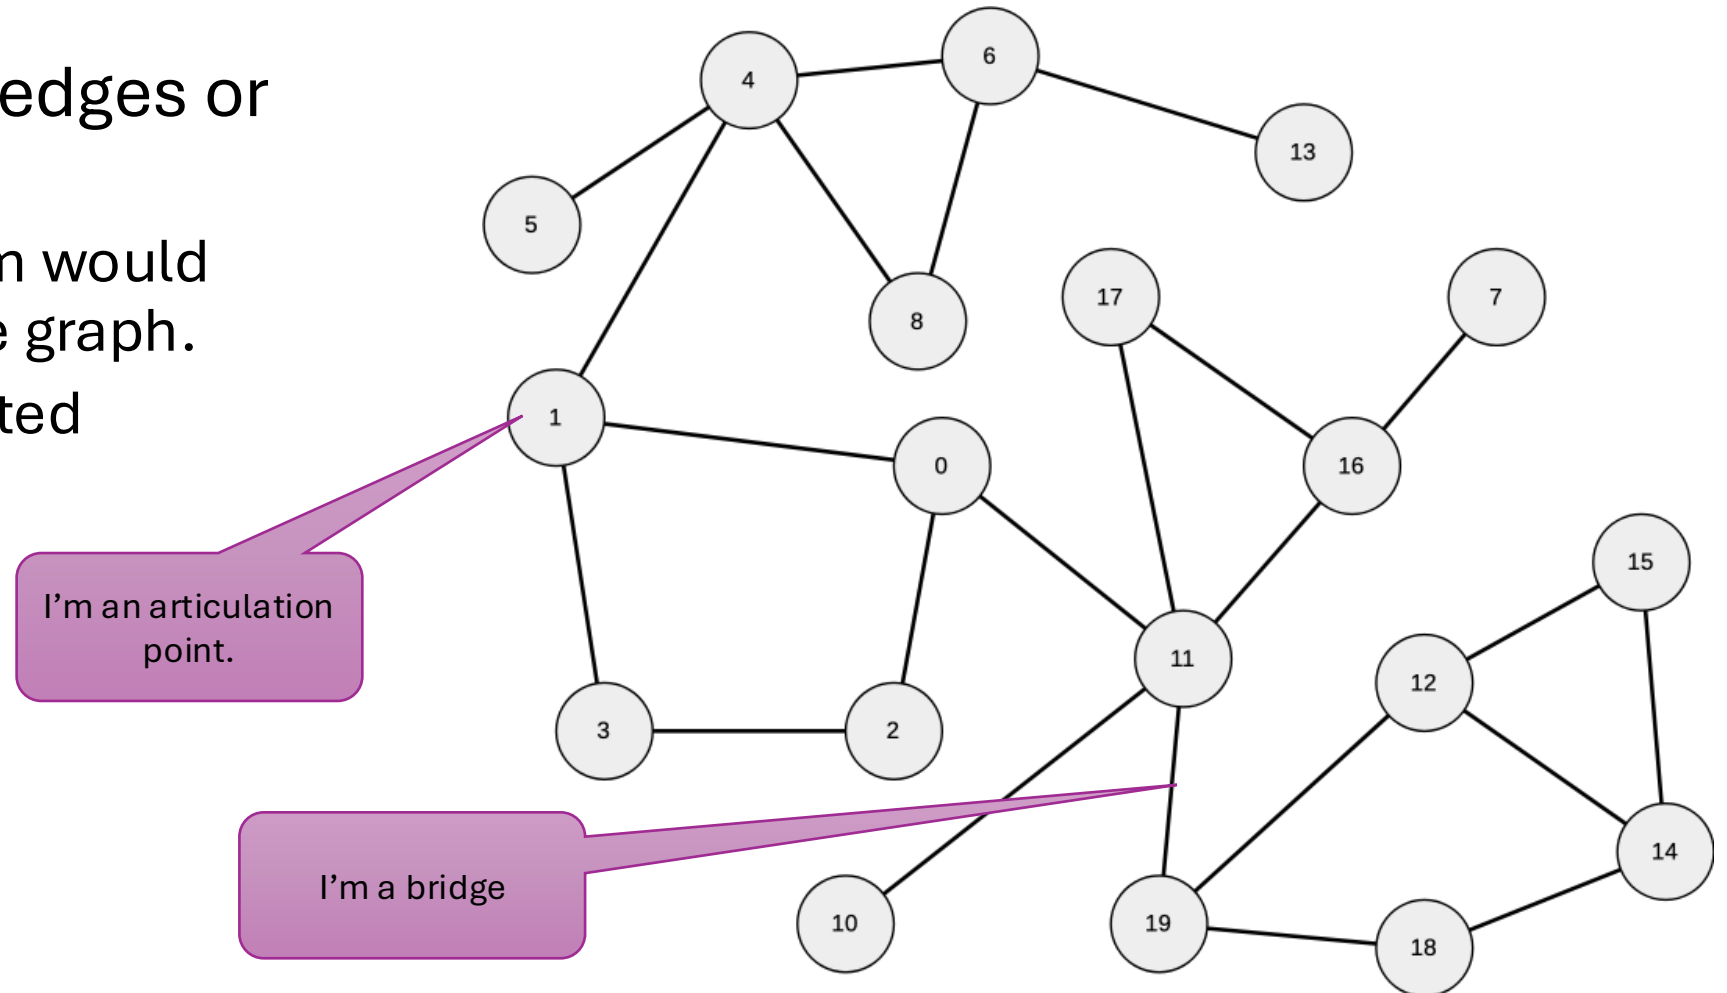 edges or
m would
e graph.
ted
4
6
13
5
17
7
8
1
0
16
15
I'm an articulation
point.
11
12
3
2
14
I'm a bridge
10
19
18